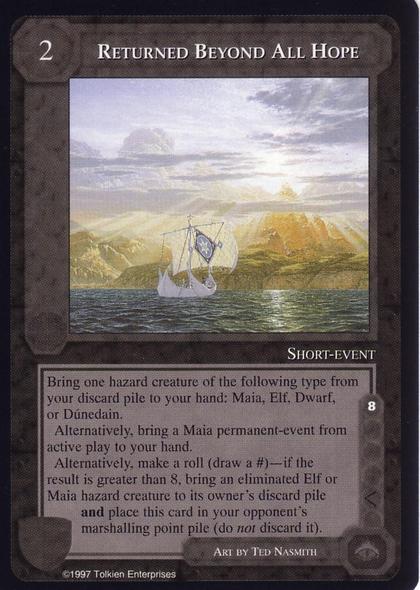 2
RETURNED BEYOND ALL HOPE
SHORT-EVENT
Bring one hazard creature of the following type from
your discard pile to your hand: Maia, Elf, Dwarf,
or Dúnedain.
Alternatively, bring a Maia permanent-event from
active play to your hand.
Alternatively, make a roll (draw a #)—if the
result is greater than 8, bring an eliminated Elf or
Maia hazard creature to its owner's discard pile
and place this card in your opponent's
marshalling point pile (do not discard it).
8
ART BY TED NASMITH
©1997 Tolkien Enterprises